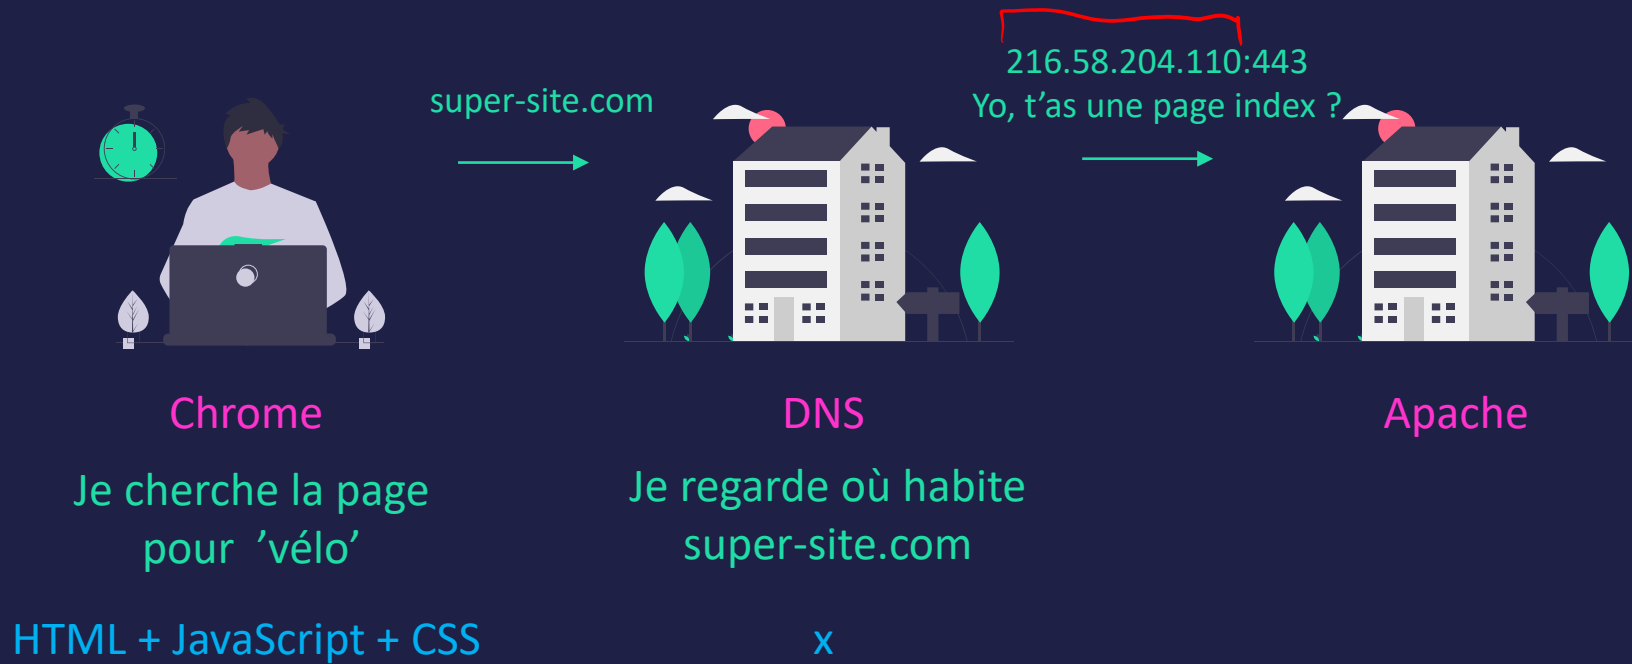 super-site.com
216.58.204.110:443
Yo, t’as une page index ?
Chrome
DNS
Apache
Je cherche la page
pour ’vélo’
Je regarde où habite
super-site.com
HTML + JavaScript + CSS
x